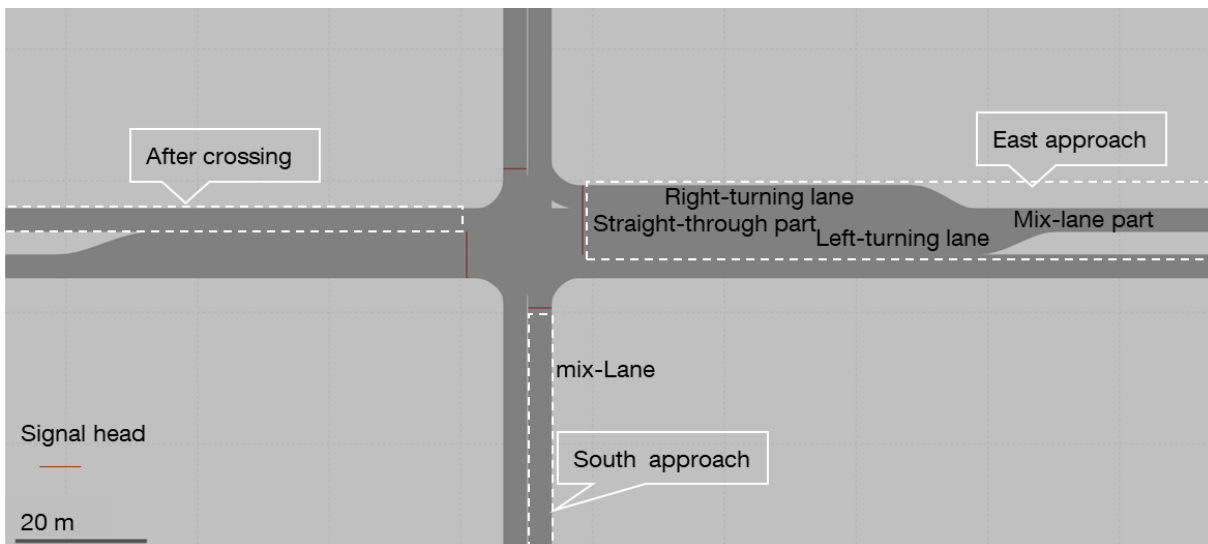 East approach
After crossing
Right-turning lane
Straight-through part
Mix-lane part
Left-turning lane
mix-Lane
Signal head
South approach
20 m